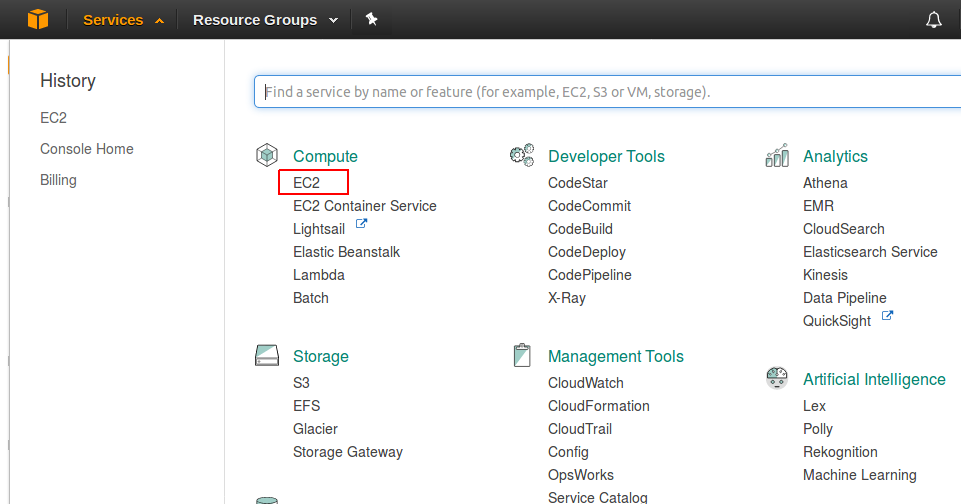 Services
Resource Groups
History
EC2
Console Home
Billing
Find a service by name or feature (for example, EC2, S3 or VM, storage).
Compute
EC2
EC2 Container Service
Lightsail
Elastic Beanstalk
Lambda
Batch
Storage
S3
EFS
Glacier
Storage Gateway
Developer Tools
CodeStar
CodeCommit
CodeBuild
CodeDeploy
CodePipeline
X-Ray
Management Tools
CloudWatch
CloudFormation
CloudTrail
Config
OpsWorks
Service Catalog
Analytics
Athena
EMR
CloudSearch
Elasticsearch Service
Kinesis
Data Pipeline
QuickSight
Artificial Intelligence
Lex
Polly
Rekognition
Machine Learning